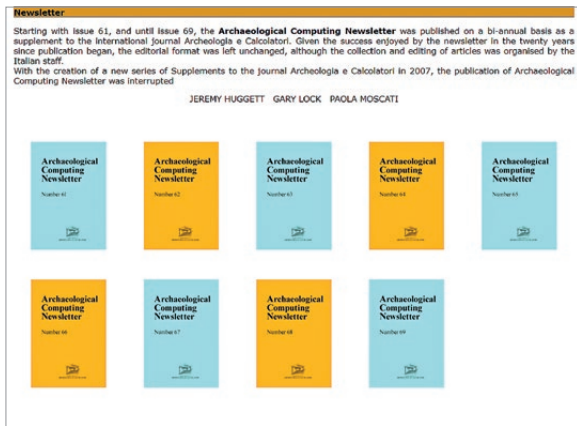 Newsletter
Starting with issue 61, and until issue 69, the Archaeological Computing Newsletter was published on a bi-annual basis as a
supplement to the international journal Archeologia e Calcolatori. Given the success enjoyed by the newsletter in the twenty years
since publication began, the editorial format was left unchanged, although the collection and editing of articles was organised by the
Italian staff.
With the creation of a new series of Supplements to the journal Archeologia e Calcolatori in 2007, the publication of Archaeological
Computing Newsletter was interrupted
JEREMY HUGGETT GARY LOCK PAOLA MOSCATI
Archaeological
Computing
Newsletter
Number 61
Archaeological
Computing
Newsletter
Number 62
Archaeological
Computing
Newsletter
Number 63
Archaeological
Computing
Newsletter
Number 64
Archaeological
Computing
Newsletter
Number 65
Archaeological
Computing
Newsletter
Number 66
Archaeological
Computing
Newsletter
Number 67
Archaeological
Computing
Newsletter
Number 68
Archaeological
Computing
Newsletter
Number 69